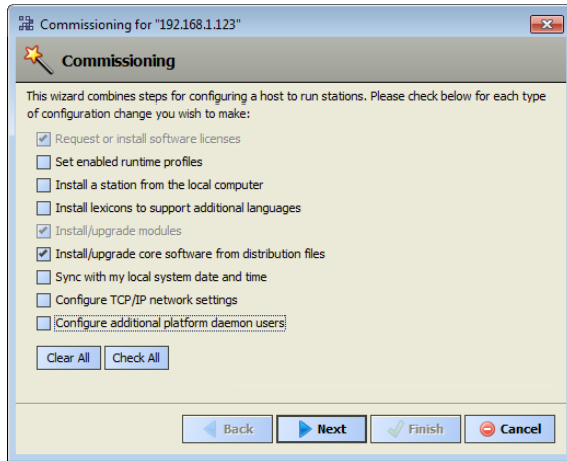 Commissioning for "192.168.1.123"
Commissioning
This wizard combines steps for configuring a host to run stations. Please check below for each type
of configuration change you wish to make:
Request or install software licenses
Set enabled runtime profiles
Install a station from the local computer
Install lexicons to support additional languages
Install/upgrade modules
Install/upgrade core software from distribution files
Sync with my local system date and time
Configure TCP/IP network settings
Configure additional platform daemon users
Clear All Check All
Back Next Finish Cancel